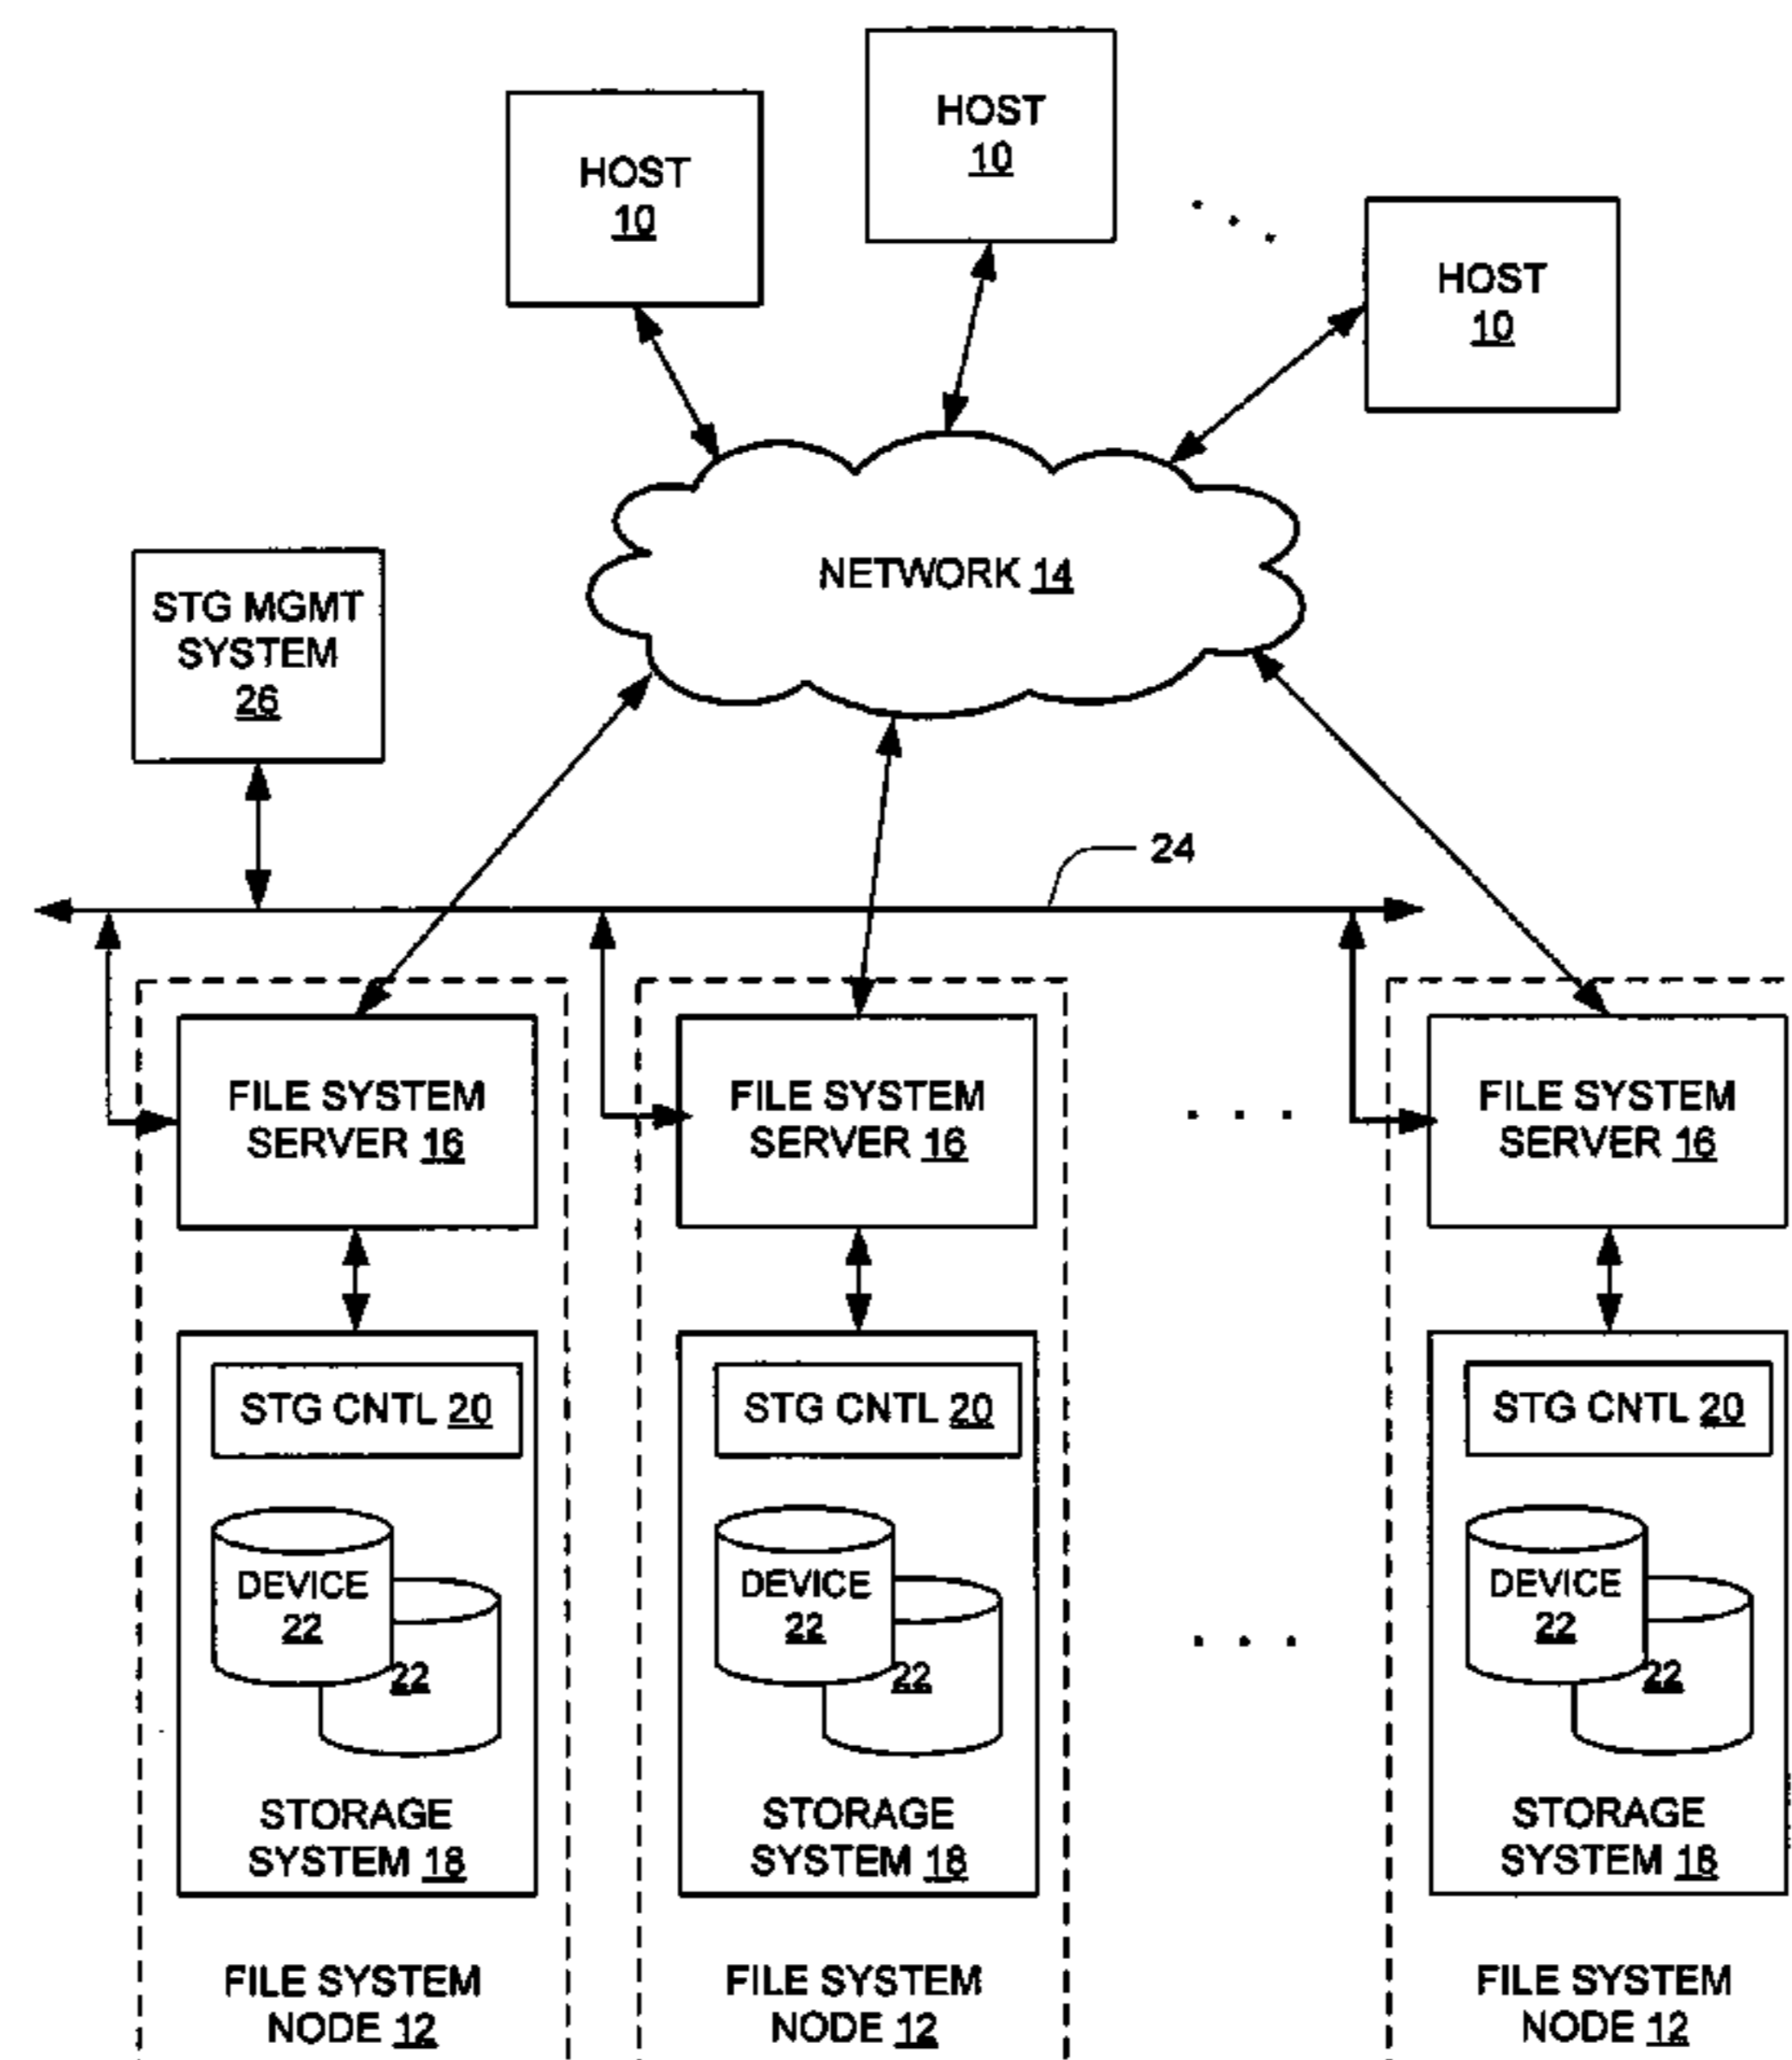 HOST
10
HOST
10
HOST
10
NETWORK 14
STG MGMT
SYSTEM
26
24
FILE SYSTEM
SERVER 16
FILE SYSTEM
SERVER 16
FILE SYSTEM
SERVER 16
STG CNTL 20
STG CNTL 20
STG CNTL 20
DEVICE
22
22
DEVICE
22
22
DEVICE
22
22
STORAGE
SYSTEM 18
STORAGE
SYSTEM 18
STORAGE
SYSTEM 18
FILE SYSTEM
NODE 12
FILE SYSTEM
NODE 12
FILE SYSTEM
NODE 12